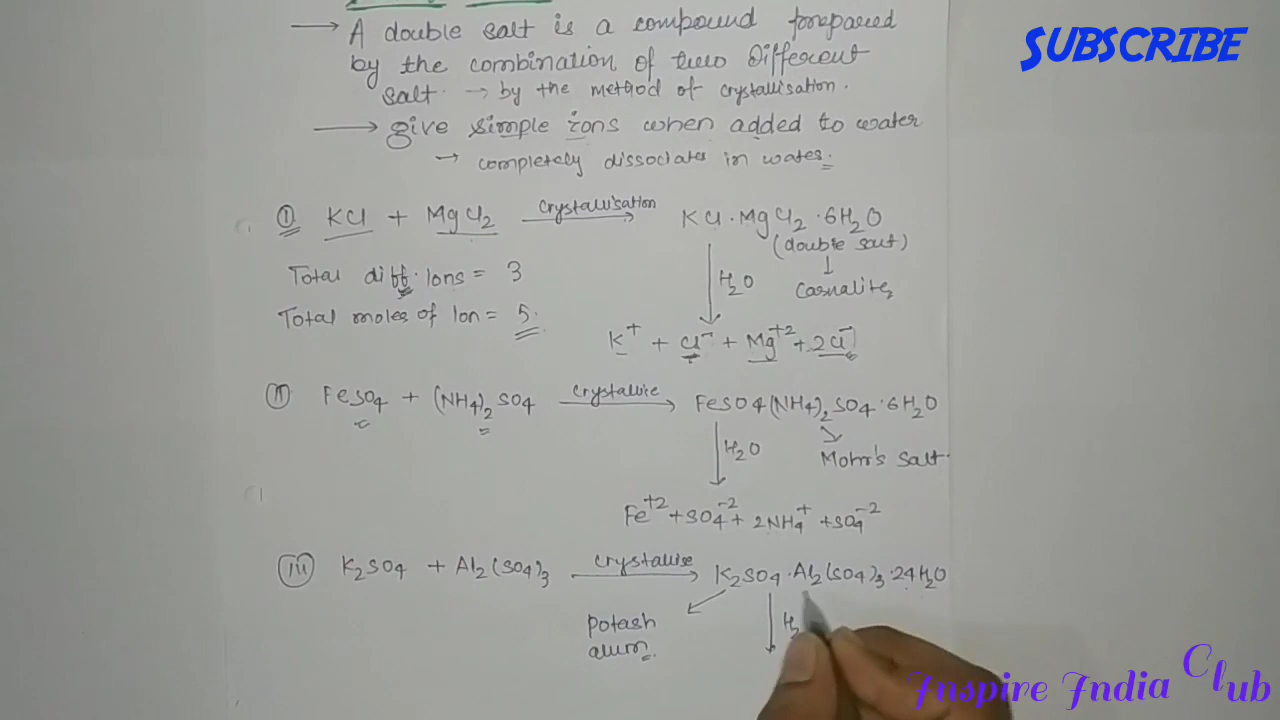 SUBSCRIBE
→ A double salt is a compound prepared
by the combination of two Different
salt. → by the method of crystallisation.
→ give simple ions when added to water
→ completely dissociates in water.
① KCl + MgCl2 Crystallisation → KCl.MgCl2.6H2O
(double salt)
Total diff. Ions = 3
H2O
Carnalite
Total moles of Ion = 5.
K+ + Cl- + Mg+2 + 2Cl-
ⓘⓘ FeSO4 + (NH4)2SO4 Crystallise → FeSO4(NH4)2SO4.6H2O
H2O
Mohr's Salt.
Fe+2 + SO4-2 + 2NH4+ + SO4-2
iii K2SO4 + Al2(SO4)3 Crystallise → K2SO4.Al2(SO4)3.24H2O
Potash
alum.
H2
Inspire India Club